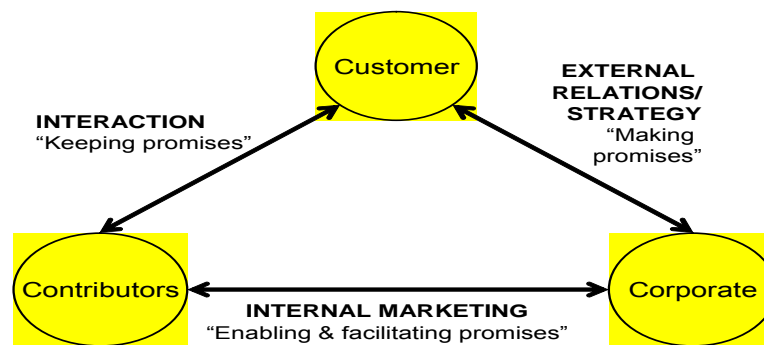 Customer
EXTERNAL
RELATIONS/
STRATEGY
“Making
promises”
INTERACTION
“Keeping promises”
Contributors
Corporate
INTERNAL MARKETING
“Enabling & facilitating promises”